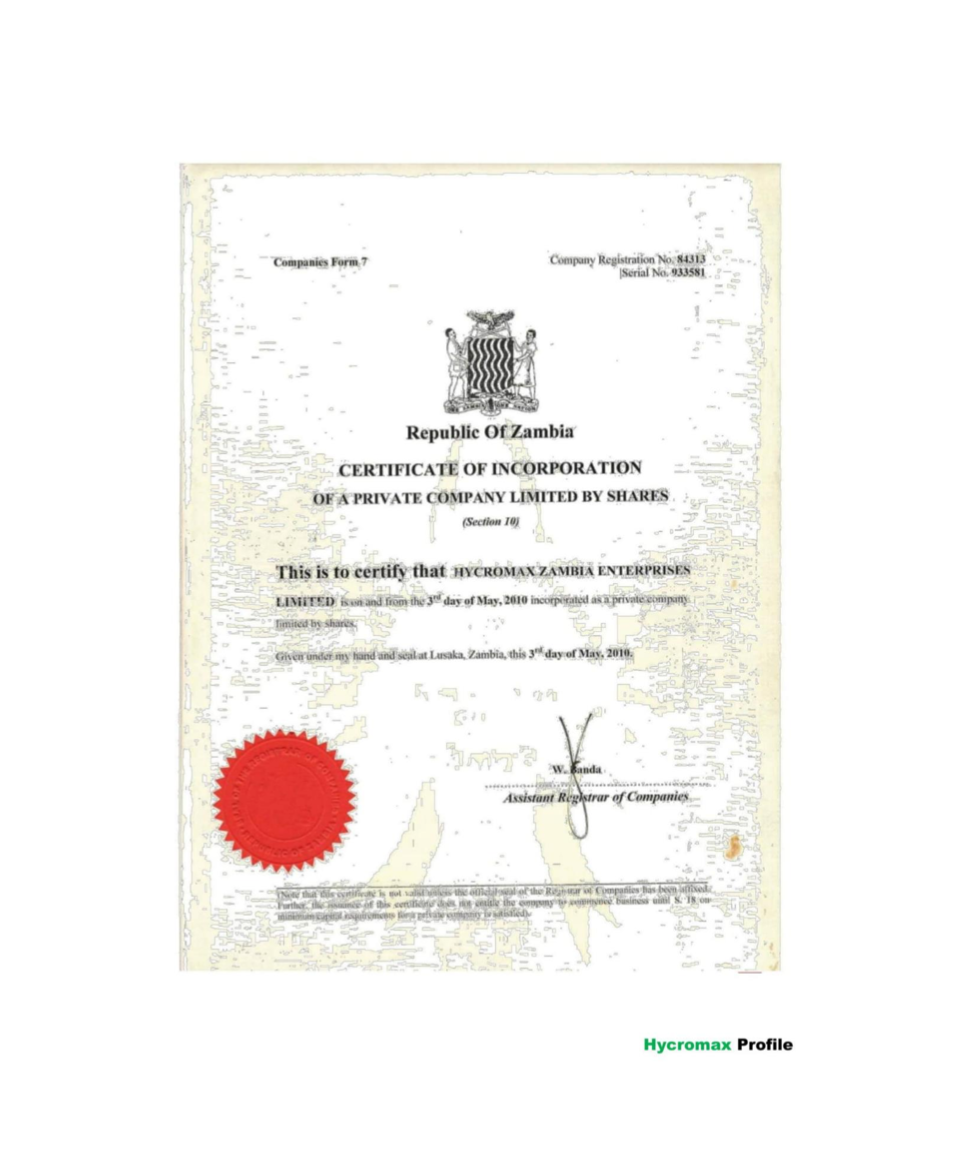 Companies Form 7
Company Registration No. 84313
Serial No. 933581
Republic Of Zambia
CERTIFICATE OF INCORPORATION
OF A PRIVATE COMPANY LIMITED BY SHARES
(Section 10)
This is to certify that HYCROMAX ZAMBIA ENTERPRISES
LIMITED is on and from the 3rd day of May, 2010 incorporated as a private company
limited by shares.
Given under my hand and seal at Lusaka, Zambia, this 3rd day of May, 2010.
W. Banda
Assistant Registrar of Companies
(Note that this certificate is not valid unless the official seal of the Registrar of Companies has been affixed.
Further, the issuance of this certificate does not entitle the company to commence business until S. 18 on
minimum capital requirements for a private company is satisfied).
Hycromax Profile